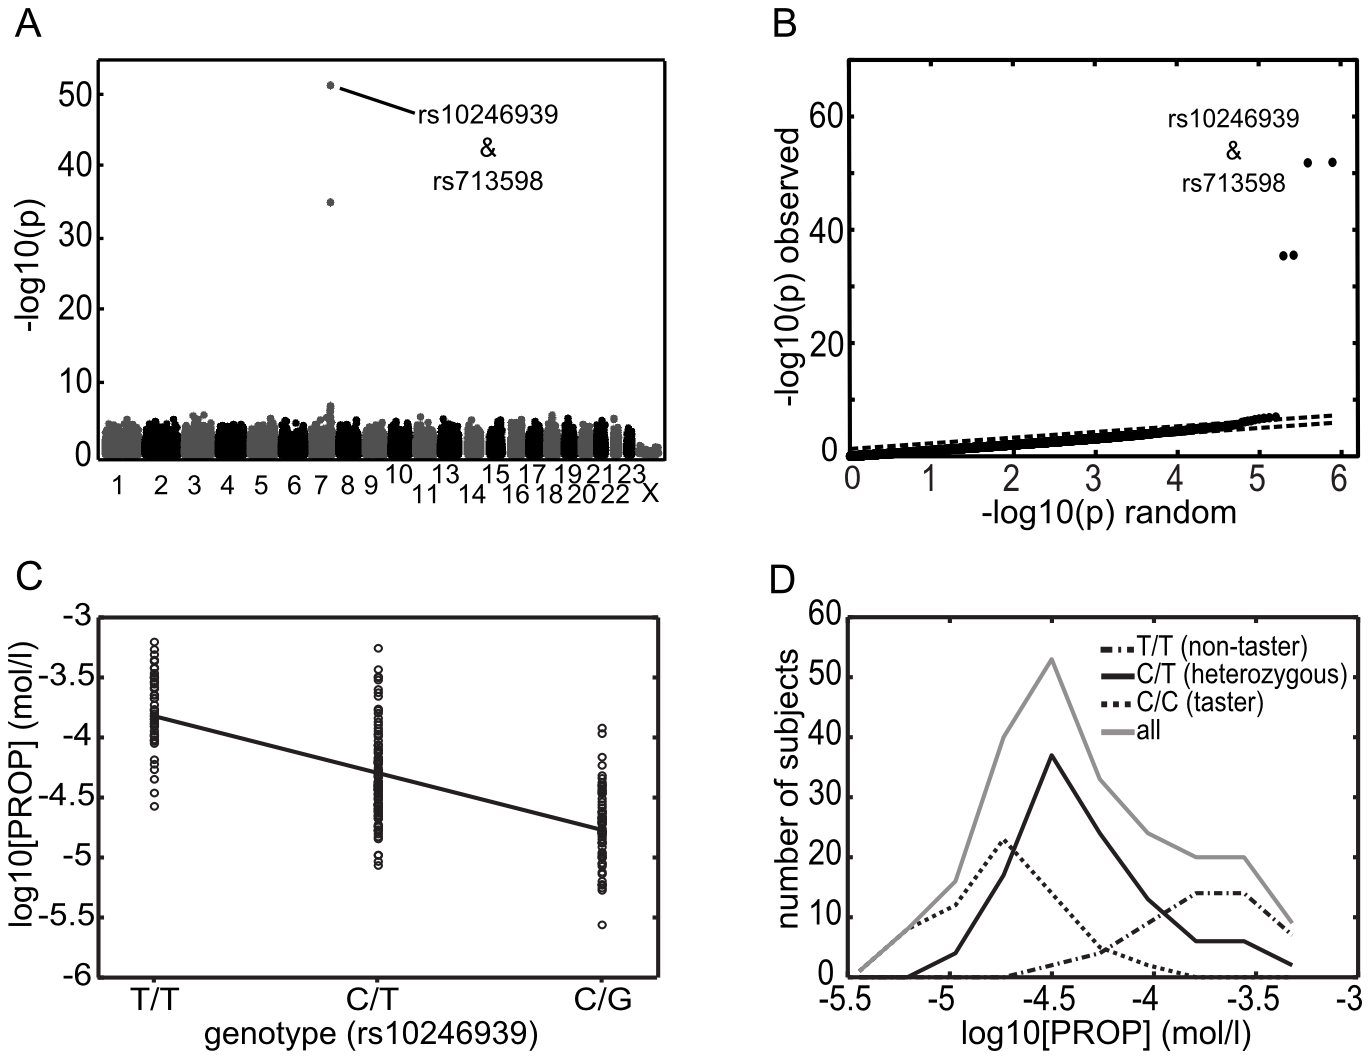 A
-log10(p)
50
40
30
20
10
0
rs10246939
&
rs713598
1 2 3 4 5 6 7 8 9 10 11 13 14 15 16 17 18 19 20 21 22 23 X
B
-log10(p) observed
60
40
20
0
rs10246939
&
rs713598
0 1 2 3 4 5 6
-log10(p) random
C
log10[PROP] (mol/l)
-3
-3.5
-4
-4.5
-5
-5.5
-6
T/T C/T C/G
genotype (rs10246939)
D
number of subjects
60
50
40
30
20
10
0
T/T (non-taster)
C/T (heterozygous)
C/C (taster)
all
-5.5 -5 -4.5 -4 -3.5 -3
log10[PROP] (mol/l)